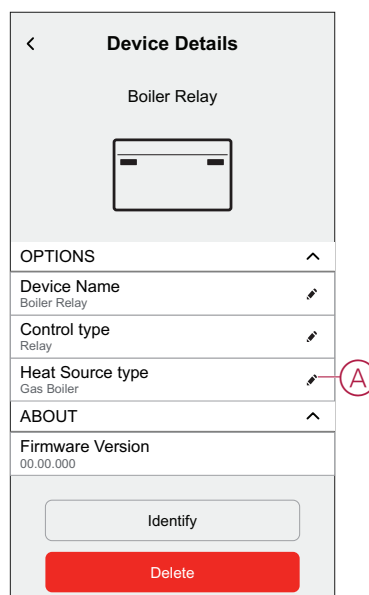 Device Details
Boiler Relay
OPTIONS
Device Name
Boiler Relay
Control type
Relay
Heat Source type
Gas Boiler
A
ABOUT
Firmware Version
00.00.000
Identify
Delete